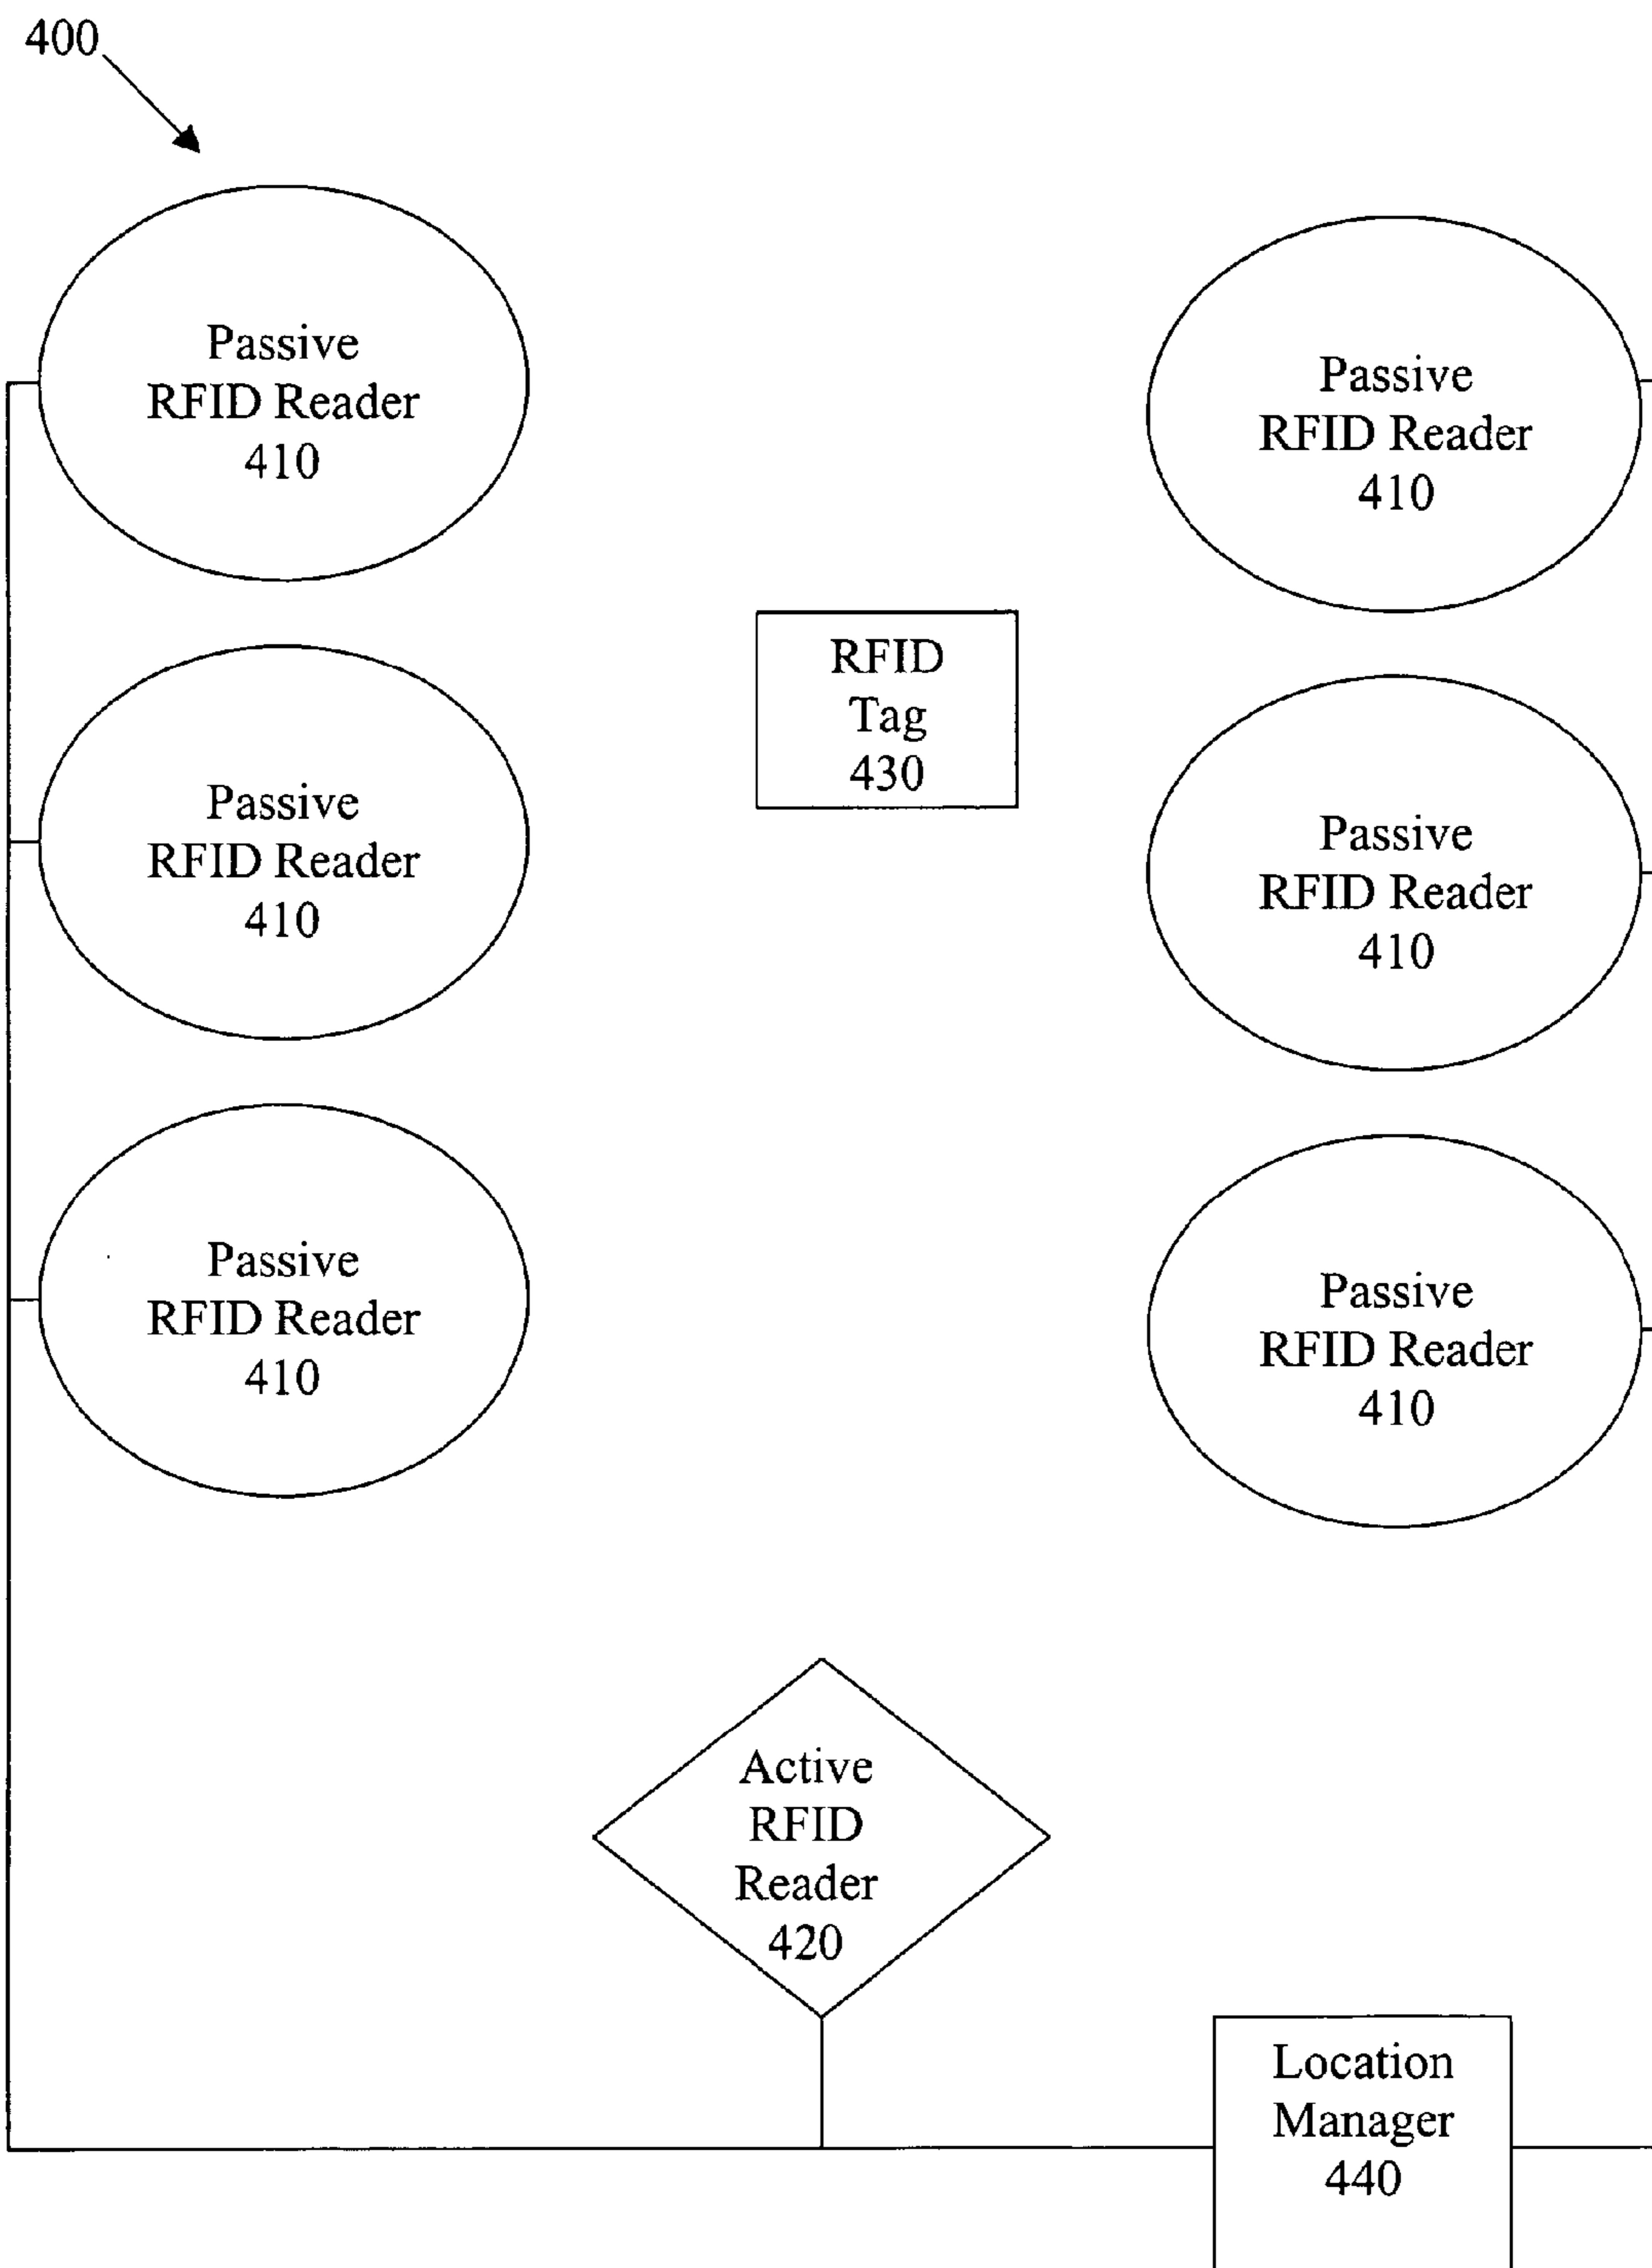 400
Passive
RFID Reader
410
Passive
RFID Reader
410
RFID
Tag
430
Passive
RFID Reader
410
Passive
RFID Reader
410
Passive
RFID Reader
410
Passive
RFID Reader
410
Active
RFID
Reader
420
Location
Manager
440